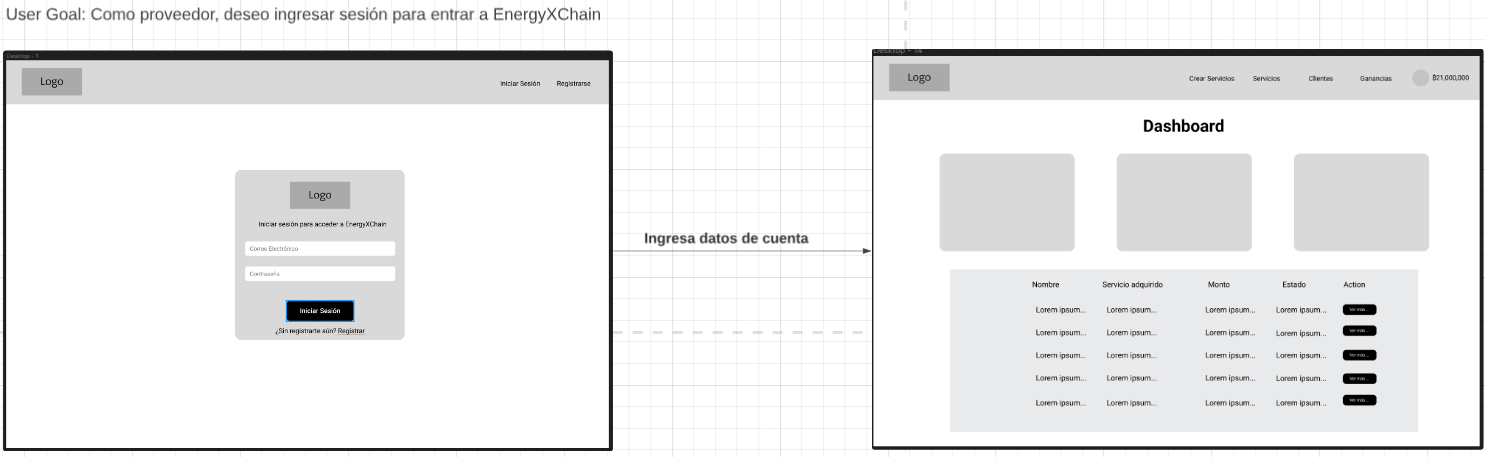 User Goal: Como proveedor, deseo ingresar sesión para entrar a EnergyXChain
Desktop - 1
Logo
Iniciar Sesión
Registrarse
Logo
Iniciar sesión para acceder a EnergyXChain
Correo Electrónico
Contraseña
Iniciar Sesión
¿Sin registrarte aún? Registrar
Ingresa datos de cuenta
Desktop - 14
Logo
Crear Servicios
Servicios
Clientes
Ganancias
₿21,000,000
Dashboard
Nombre Servicio adquirido Monto Estado Action
Lorem ipsum... Lorem ipsum... Lorem ipsum... Lorem ipsum... Ver más ...
Lorem ipsum... Lorem ipsum... Lorem ipsum... Lorem ipsum... Ver más ...
Lorem ipsum... Lorem ipsum... Lorem ipsum... Lorem ipsum... Ver más ...
Lorem ipsum... Lorem ipsum... Lorem ipsum... Lorem ipsum... Ver más ...
Lorem ipsum... Lorem ipsum... Lorem ipsum... Lorem ipsum... Ver más ...